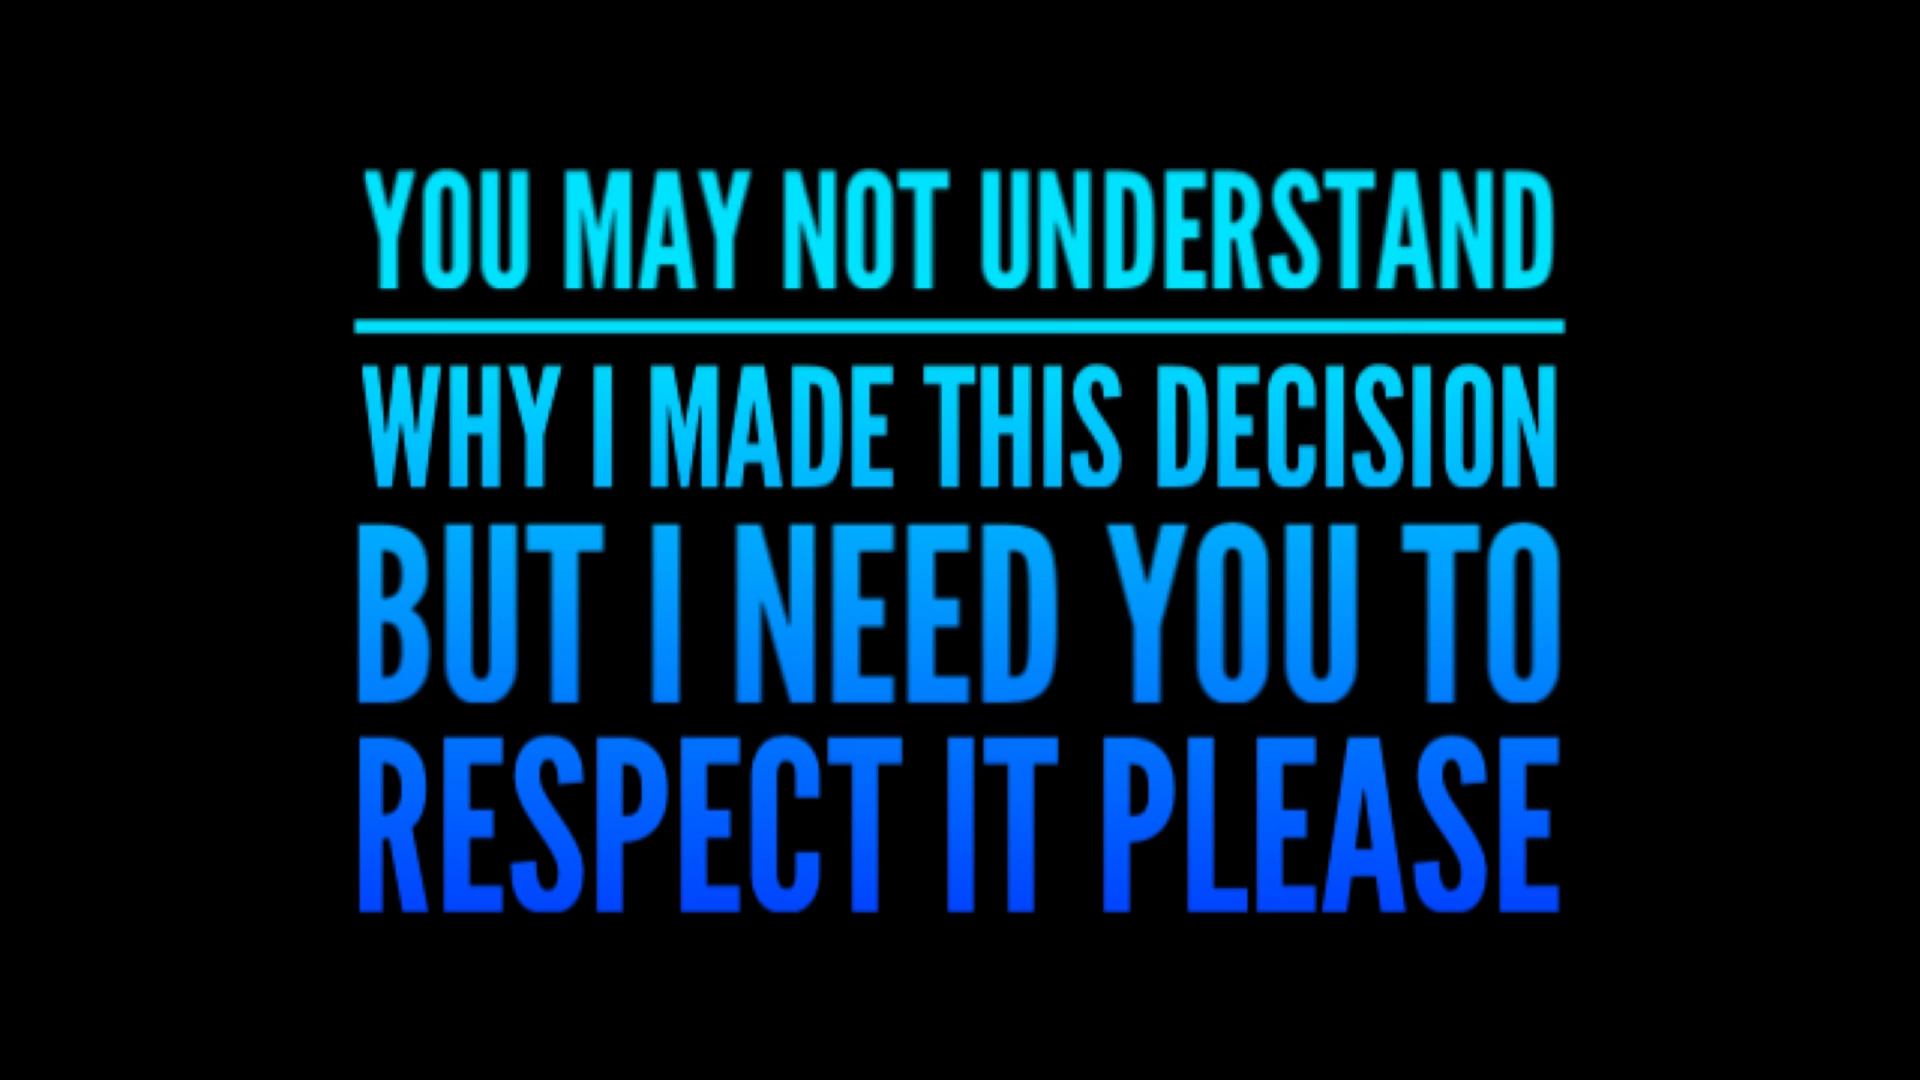 YOU MAY NOT UNDERSTAND
WHY I MADE THIS DECISION
BUT I NEED YOU TO
RESPECT IT PLEASE